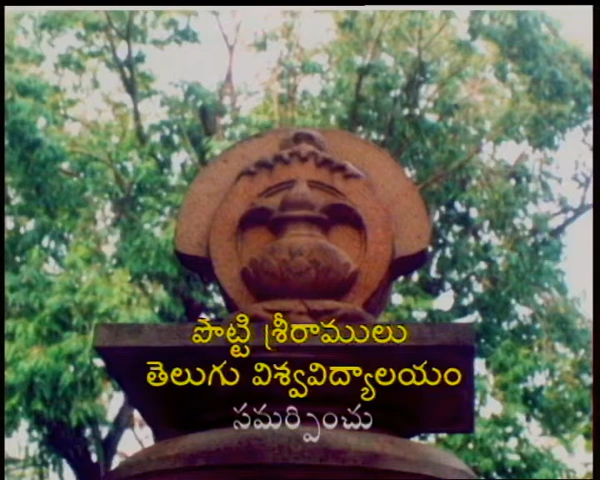 పొట్టి శ్రీరాములు
తెలుగు విశ్వవిద్యాలయం
సమర్పించు